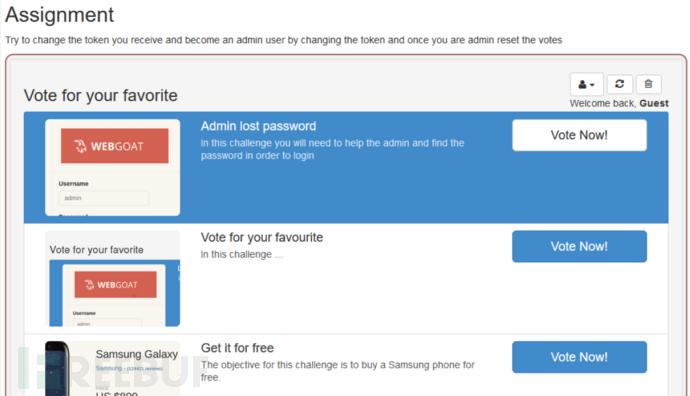 Assignment
Try to change the token you receive and become an admin user by changing the token and once you are admin reset the votes
Vote for your favorite
Welcome back, Guest
WEBGOAT
Username
admin
Admin lost password
In this challenge you will need to help the admin and find the
password in order to login
Vote Now!
Vote for your favorite
WEBGOAT
Username
admin
Vote for your favourite
In this challenge ...
Vote Now!
Samsung Galaxy
Samsung - (124421 reviews)
US $899
Get it for free
The objective for this challenge is to buy a Samsung phone for
free.
Vote Now!
REEBUF